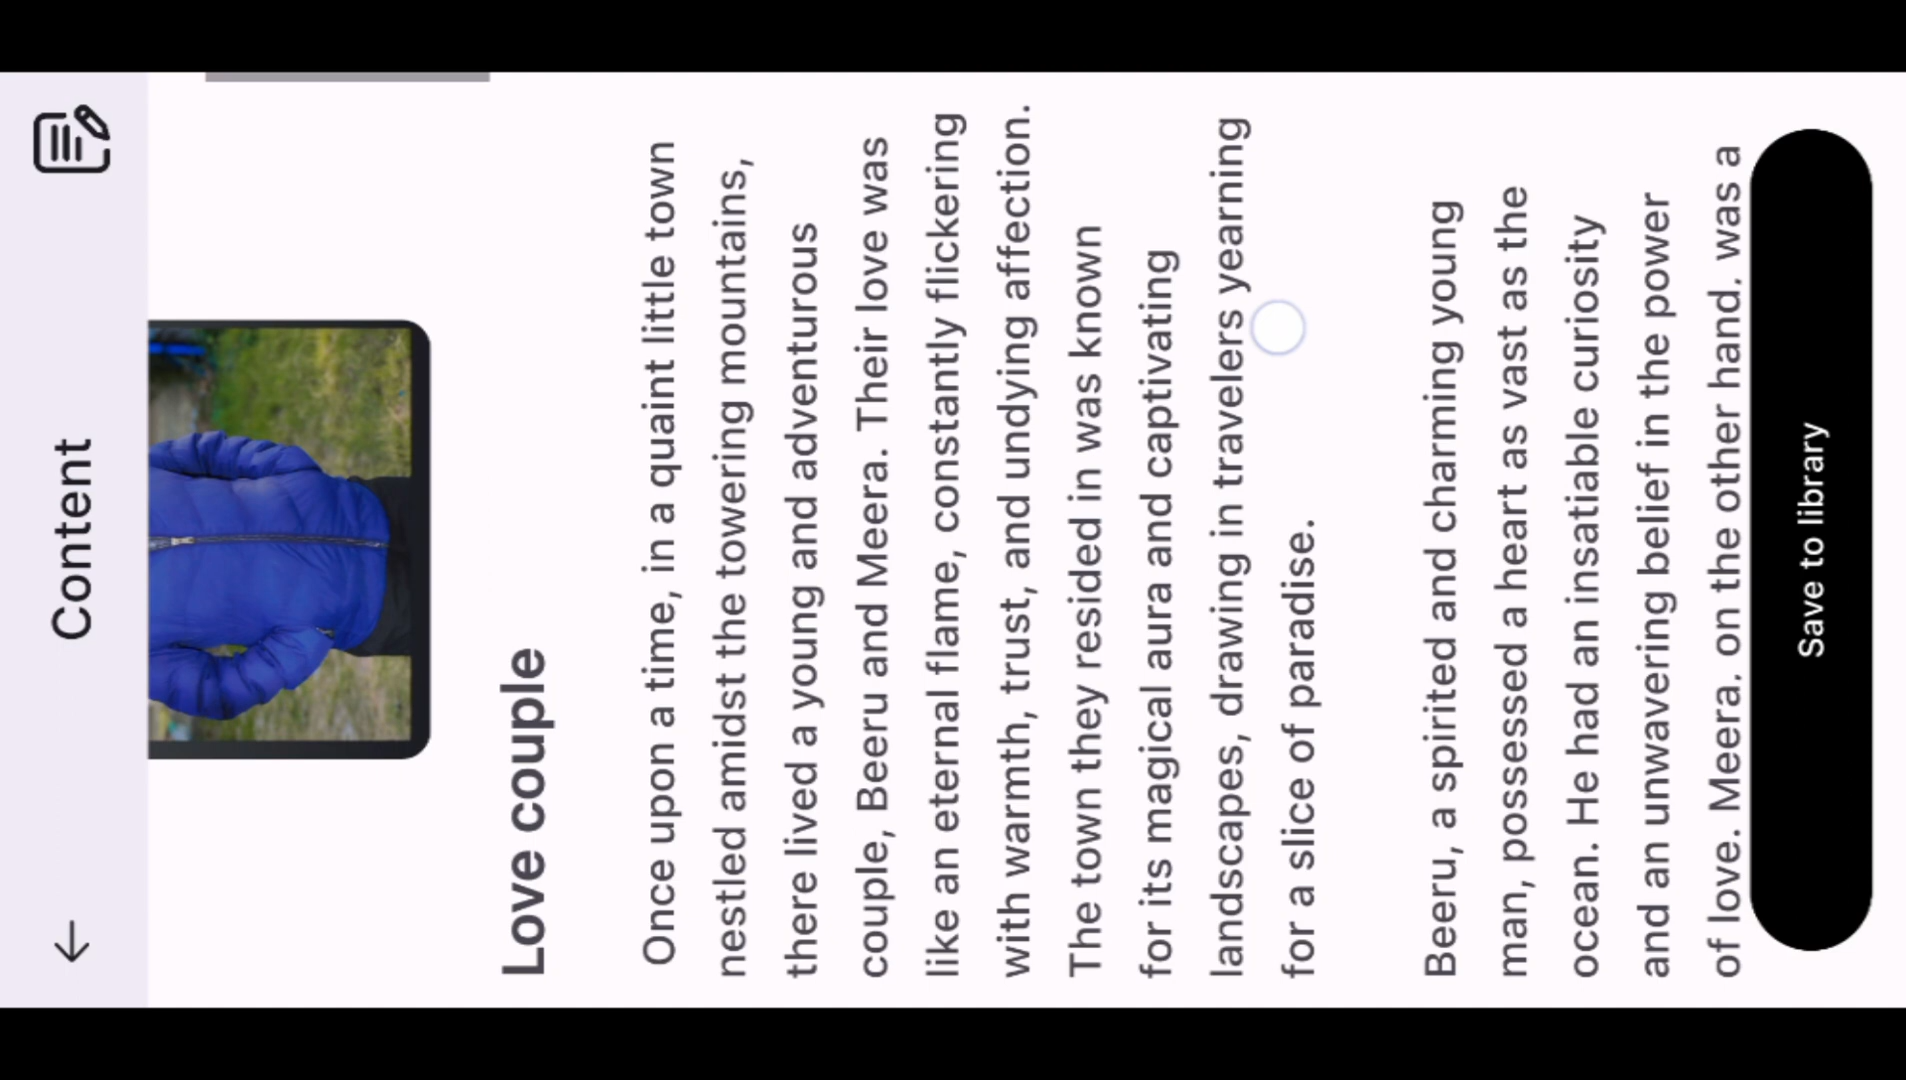 Content
Love couple
Once upon a time, in a quaint little town
nestled amidst the towering mountains,
there lived a young and adventurous
couple, Beeru and Meera. Their love was
like an eternal flame, constantly flickering
with warmth, trust, and undying affection.
The town they resided in was known
for its magical aura and captivating
landscapes, drawing in travelers yearning
for a slice of paradise.
Beeru, a spirited and charming young
man, possessed a heart as vast as the
ocean. He had an insatiable curiosity
and an unwavering belief in the power
of love. Meera, on the other hand, was a
Save to library